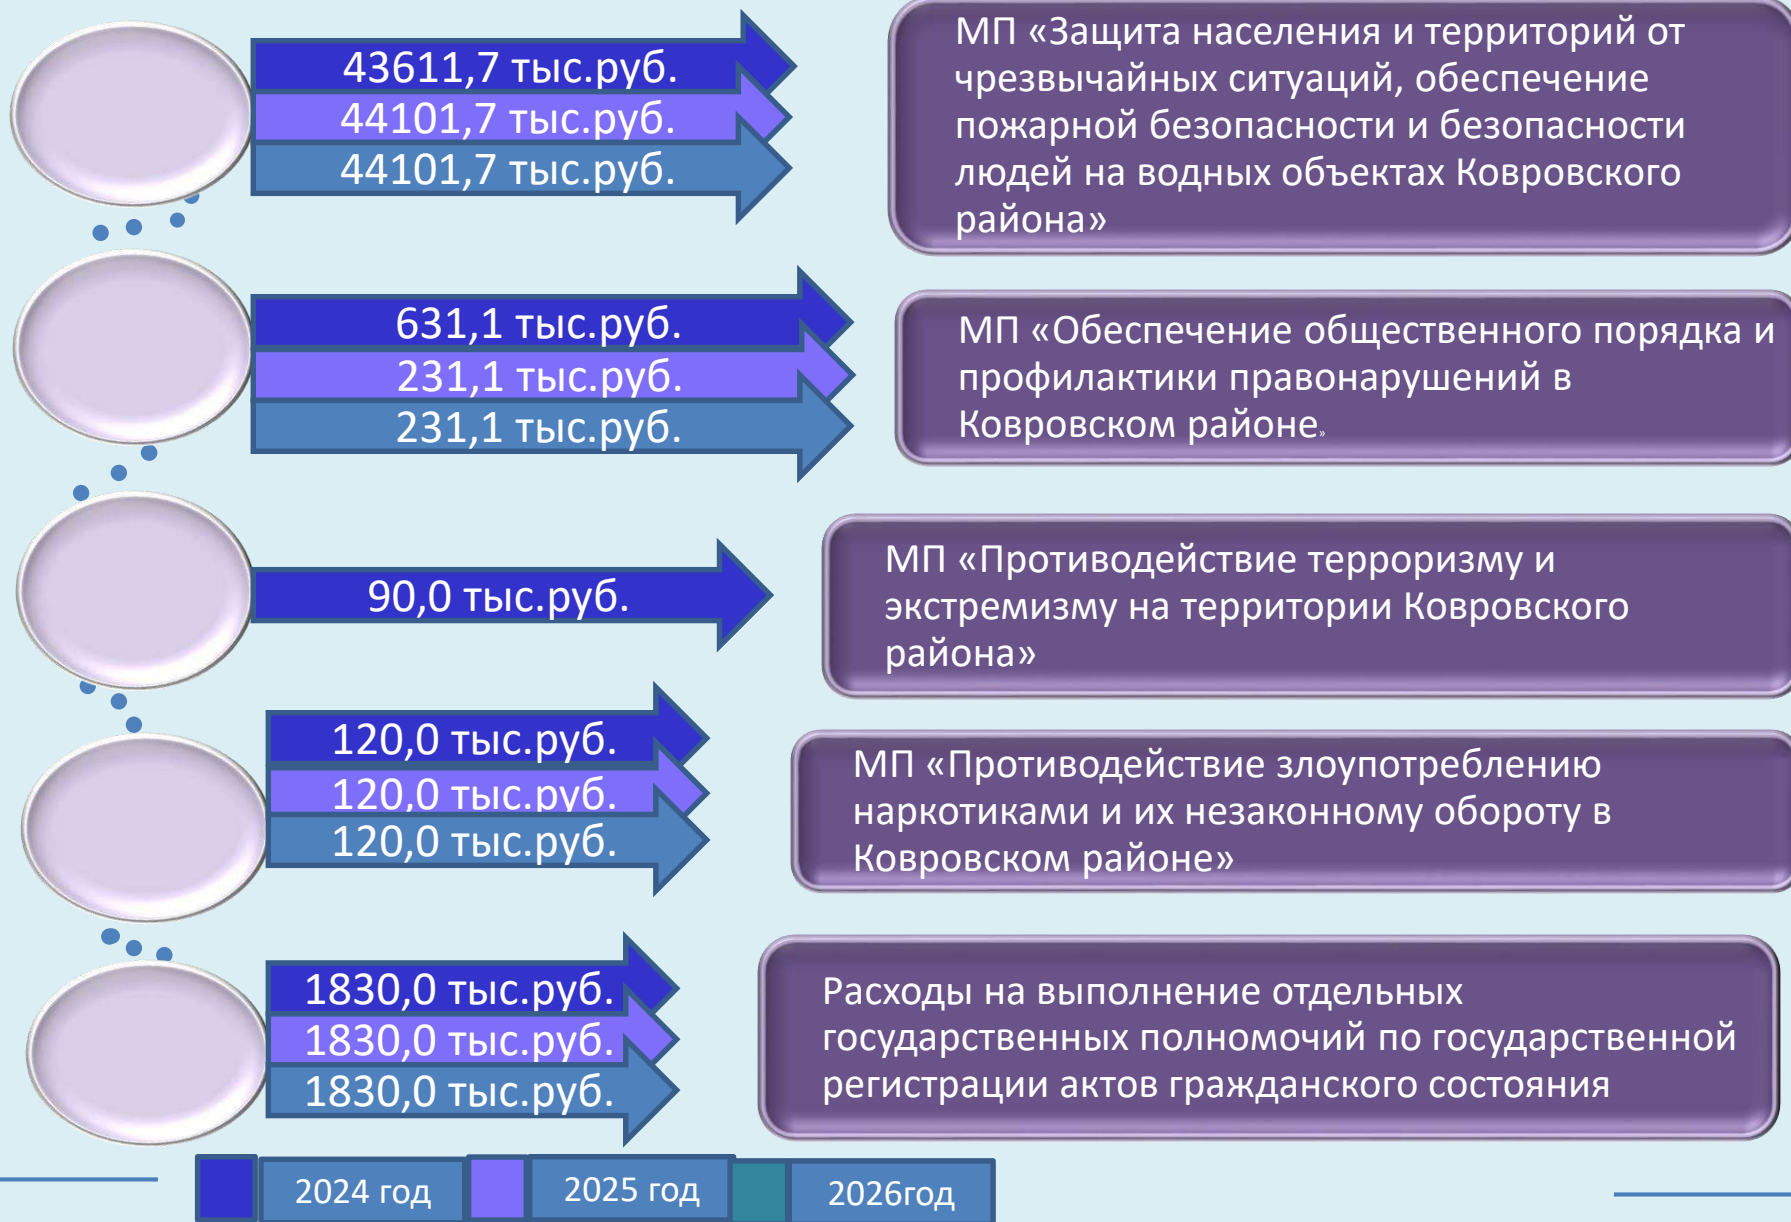 43611,7 тыс.руб.
44101,7 тыс.руб.
44101,7 тыс.руб.
МП «Защита населения и территорий от
чрезвычайных ситуаций, обеспечение
пожарной безопасности и безопасности
людей на водных объектах Ковровского
района»
631,1 тыс.руб.
231,1 тыс.руб.
231,1 тыс.руб.
МП «Обеспечение общественного порядка и
профилактики правонарушений в
Ковровском районе»
90,0 тыс.руб.
МП «Противодействие терроризму и
экстремизму на территории Ковровского
района»
120,0 тыс.руб.
120,0 тыс.руб.
120,0 тыс.руб.
МП «Противодействие злоупотреблению
наркотиками и их незаконному обороту в
Ковровском районе»
1830,0 тыс.руб.
1830,0 тыс.руб.
1830,0 тыс.руб.
Расходы на выполнение отдельных
государственных полномочий по государственной
регистрации актов гражданского состояния
2024 год
2025 год
2026год